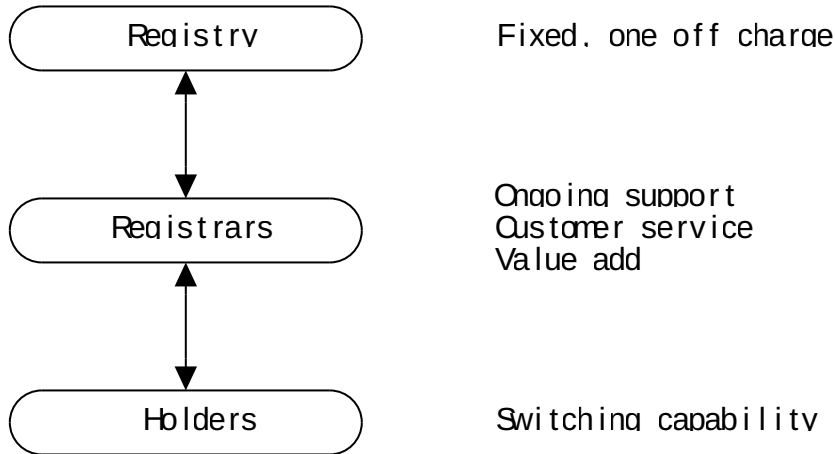 Registry
Fixed, one off charge
Registrars
Ongoing support
Customer service
Value add
Holders
Switching capability